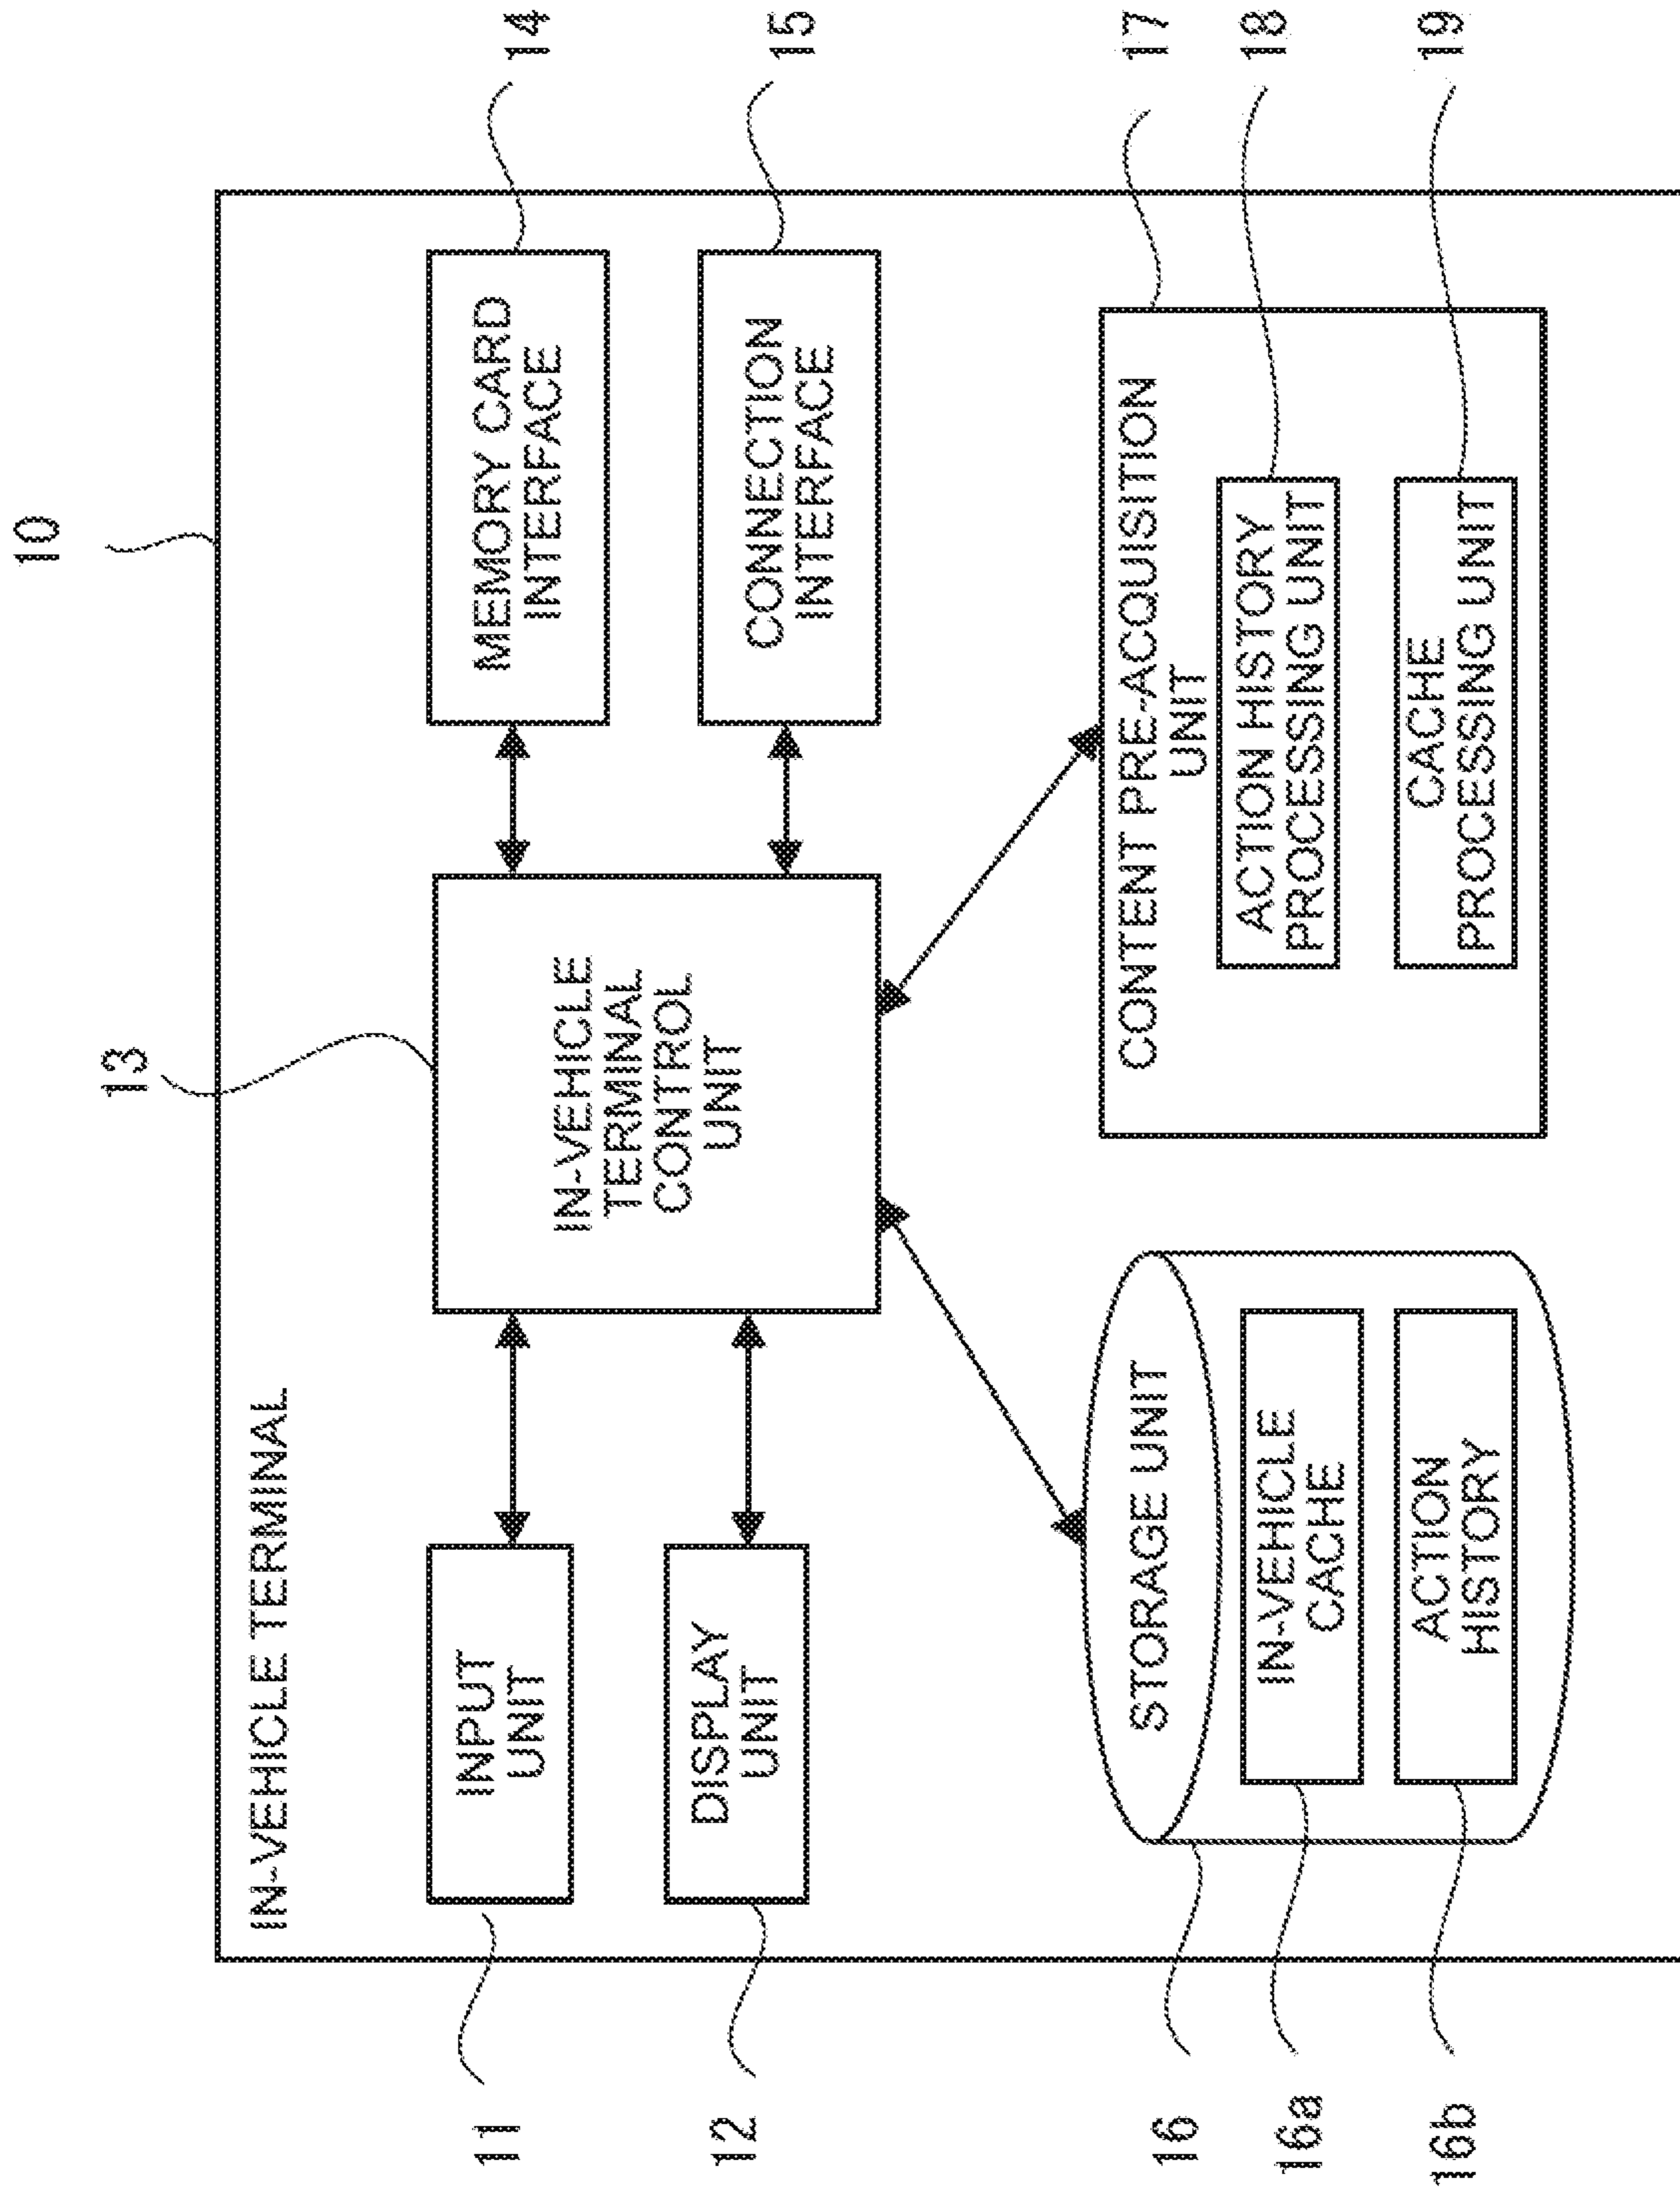 10
13
IN-VEHICLE TERMINAL
11
INPUT
UNIT
12
DISPLAY
UNIT
IN-VEHICLE
TERMINAL
CONTROL
UNIT
MEMORY CARD
INTERFACE
14
CONNECTION
INTERFACE
15
16
STORAGE UNIT
16a
IN-VEHICLE
CACHE
16b
ACTION
HISTORY
CONTENT PRE-ACQUISITION
UNIT
17
ACTION HISTORY
PROCESSING UNIT
18
CACHE
PROCESSING UNIT
19